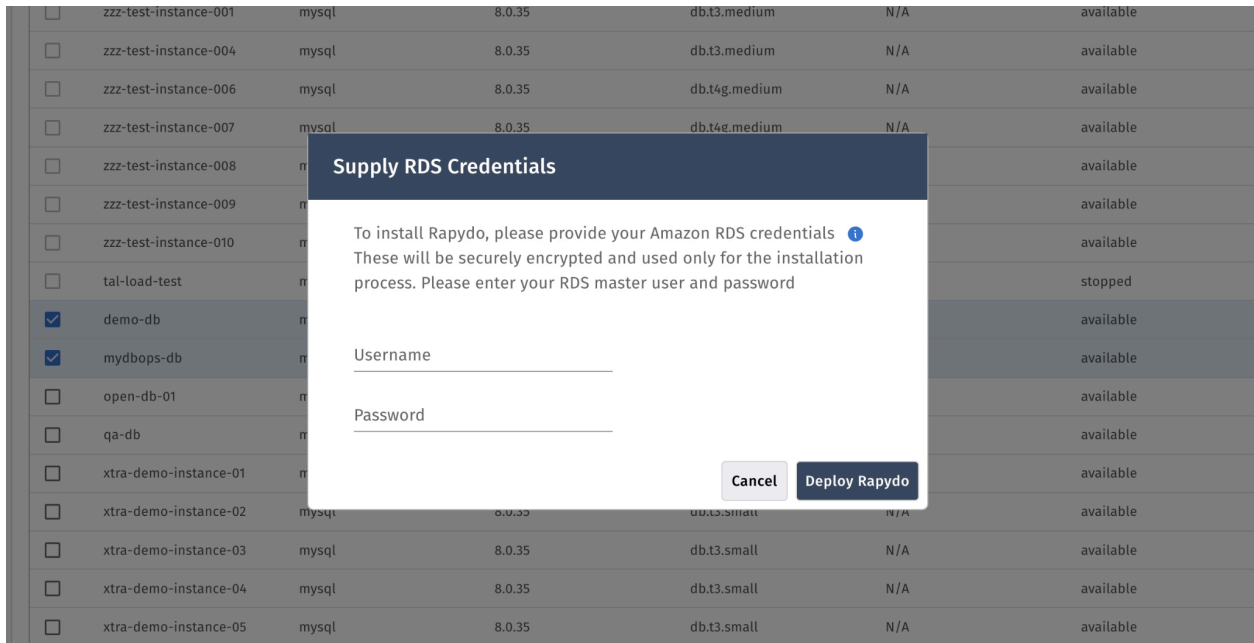 zzz-test-instance-001 mysql 8.0.35 db.t3.medium N/A available
zzz-test-instance-004 mysql 8.0.35 db.t3.medium N/A available
zzz-test-instance-006 mysql 8.0.35 db.t4g.medium N/A available
zzz-test-instance-007 mysql 8.0.35 db.t4g.medium N/A available
zzz-test-instance-008 available
zzz-test-instance-009 available
zzz-test-instance-010 available
tal-load-test stopped
demo-db available
mydbops-db available
open-db-01 available
qa-db available
xtra-demo-instance-01 available
xtra-demo-instance-02 mysql 8.0.35 db.t3.small N/A available
xtra-demo-instance-03 mysql 8.0.35 db.t3.small N/A available
xtra-demo-instance-04 mysql 8.0.35 db.t3.small N/A available
xtra-demo-instance-05 mysql 8.0.35 db.t3.small N/A available
Supply RDS Credentials
To install Rapydo, please provide your Amazon RDS credentials
These will be securely encrypted and used only for the installation
process. Please enter your RDS master user and password
Username
Password
Cancel Deploy Rapydo